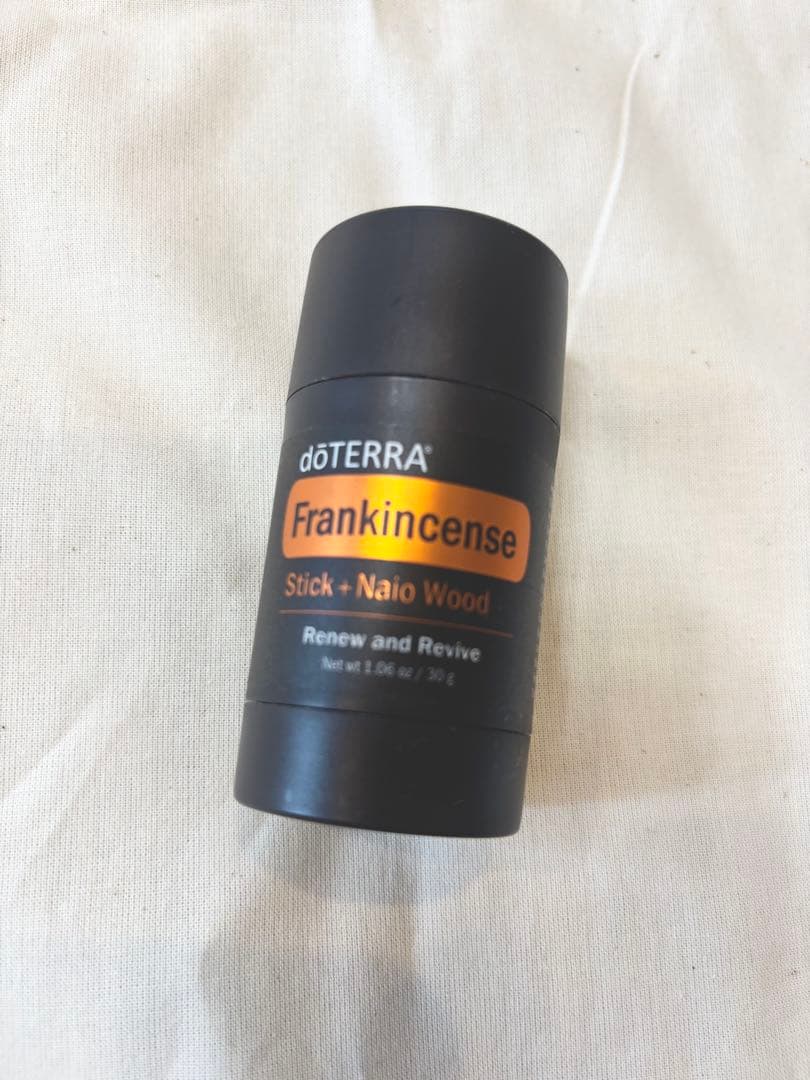 dōTERRA®
Frankincense
Stick + Naio Wood
Renew and Revive
Net wt 1.06 oz / 30 g